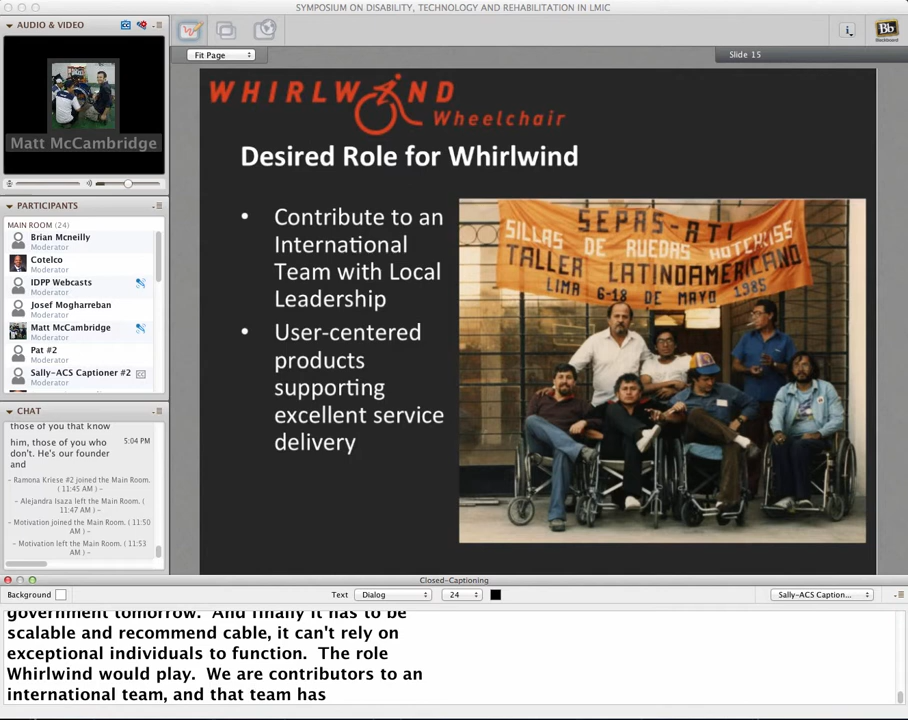 SYMPOSIUM ON DISABILITY, TECHNOLOGY AND REHABILITATION IN LMIC
AUDIO & VIDEO
Matt McCambridge
PARTICIPANTS
MAIN ROOM (24)
Brian Mcneilly
Moderator
Cotelco
Moderator
IDPP Webcasts
Moderator
Josef Mogharreban
Moderator
Matt McCambridge
Moderator
Pat #2
Moderator
Sally-ACS Captioner #2
Moderator
CHAT
those of you that know
him, those of you who 5:04 PM
don't. He's our founder
and
– Ramona Kriese #2 joined the Main Room.
( 11:45 AM ) –
– Alejandra Isaza left the Main Room. (
11:47 AM ) –
– Motivation joined the Main Room. ( 11:50
AM ) –
– Motivation left the Main Room. ( 11:53
AM ) –
Fit Page
Slide 15
i
Bb
Blackboard
WHIRLWIND
Wheelchair
Desired Role for Whirlwind
• Contribute to an
International
Team with Local
Leadership
• User-centered
products
supporting
excellent service
delivery
SEPAS-ATI
SILLAS DE RUEDAS HOTCHKISS
TALLER LATINOAMERICANO
LIMA 6-18 DE MAYO 1985
Closed-Captioning
Background Text Dialog 24 Sally-ACS Caption...
government tomorrow. And finally it has to be
scalable and recommend cable, it can't rely on
exceptional individuals to function. The role
Whirlwind would play. We are contributors to an
international team, and that team has